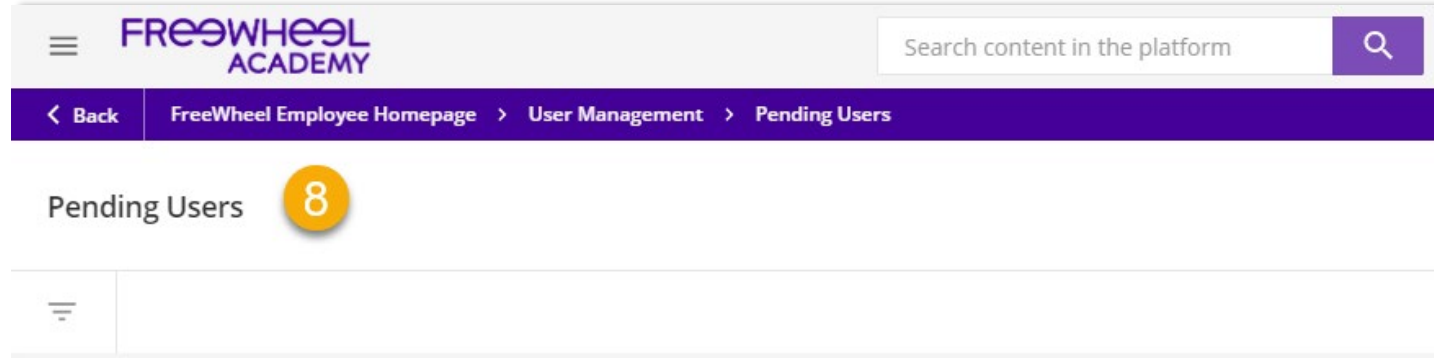 FREEWHEEL
ACADEMY
Search content in the platform
Back FreeWheel Employee Homepage > User Management > Pending Users
Pending Users 8